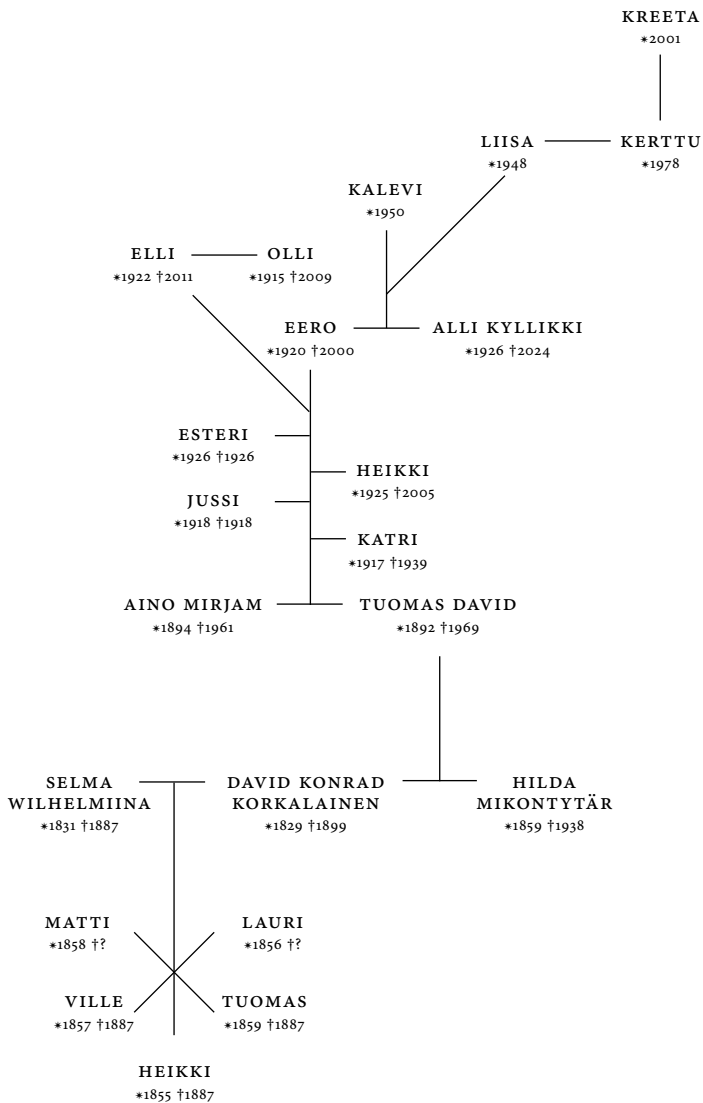 KREETA
*2001
LIISA
*1948
KERTTU
*1978
KALEVI
*1950
ELLI
*1922 †2011
OLLI
*1915 †2009
EERO
*1920 †2000
ALLI KYLLIKKI
*1926 †2024
ESTERI
*1926 †1926
HEIKKI
*1925 †2005
JUSSI
*1918 †1918
KATRI
*1917 †1939
AINO MIRJAM
*1894 †1961
TUOMAS DAVID
*1892 †1969
SELMA
WILHELMIINA
*1831 †1887
DAVID KONRAD
KORKALAINEN
*1829 †1899
HILDA
MIKONTYTÄR
*1859 †1938
MATTI
*1858 †?
LAURI
*1856 †?
VILLE
*1857 †1887
TUOMAS
*1859 †1887
HEIKKI
*1855 †1887